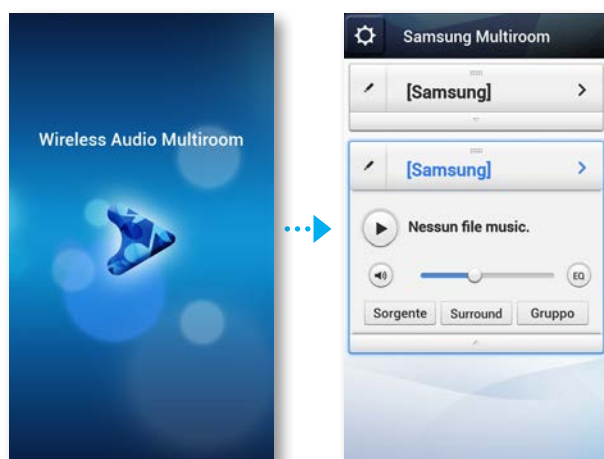 Wireless Audio Multiroom
Samsung Multiroom
[Samsung]
[Samsung]
Nessun file music.
EQ
Sorgente Surround Gruppo